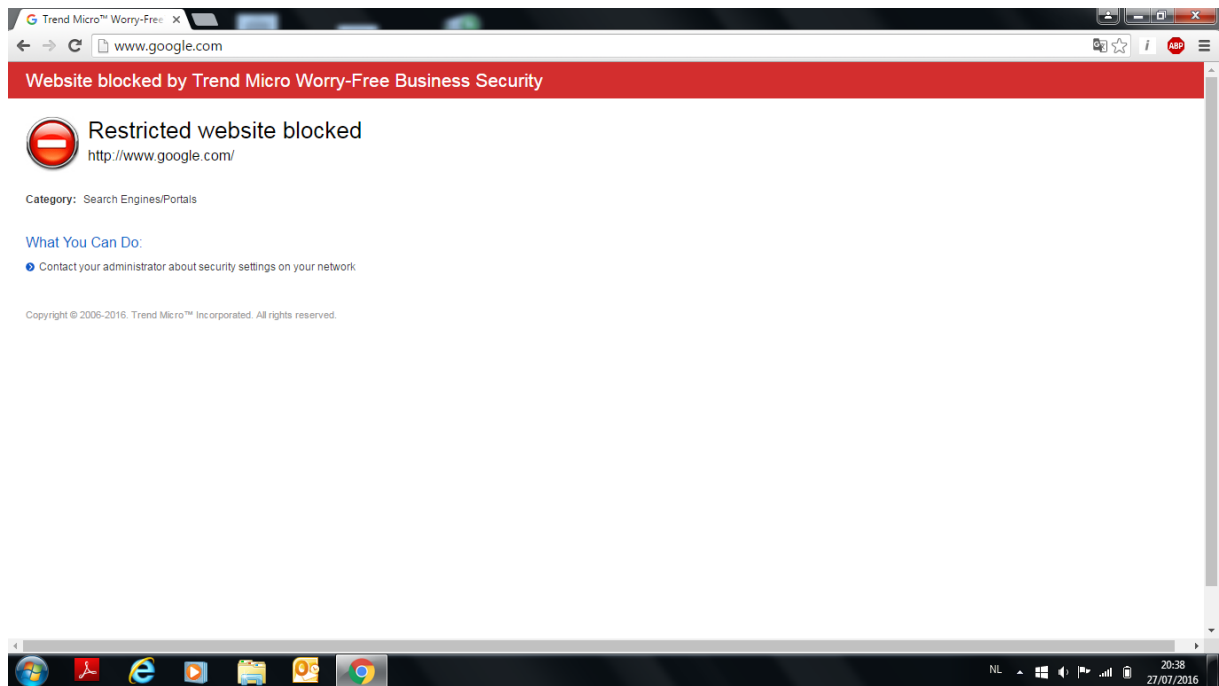 Trend Micro™ Worry-Free
www.google.com
ABP
Website blocked by Trend Micro Worry-Free Business Security
Restricted website blocked
http://www.google.com/
Category: Search Engines/Portals
What You Can Do:
Contact your administrator about security settings on your network
Copyright © 2006-2016. Trend Micro™ Incorporated. All rights reserved.
NL
20:38
27/07/2016